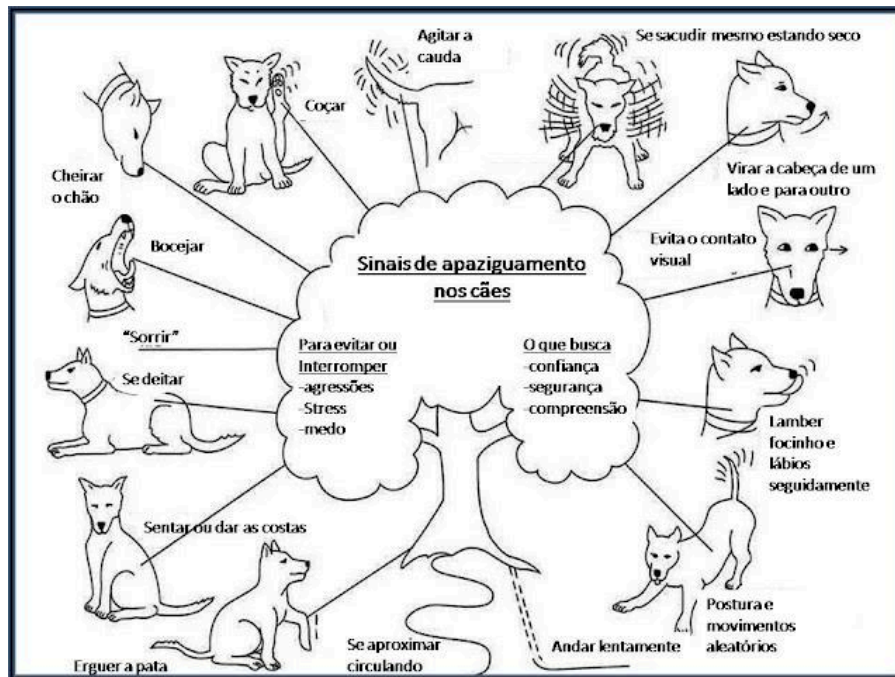 Agitar a
cauda
Se sacudir mesmo estando seco
Coçar
Cheirar
o chão
Virar a cabeça de um
lado e para outro
Bocejar
Evita o contato
visual
Sinais de apaziguamento
nos cães
"Sorrir"
Para evitar ou
Interromper
-agressões
-Stress
-medo
O que busca
-confiança
-segurança
-compreensão
Se deitar
Lamber
focinho e
lábios
seguidamente
Sentar ou dar as costas
Postura e
movimentos
aleatórios
Erguer a pata
Se aproximar
circulando
Andar lentamente